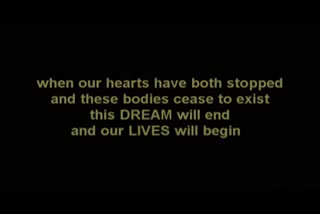 when our hearts have both stopped
and these bodies cease to exist
this DREAM will end
and our LIVES will begin